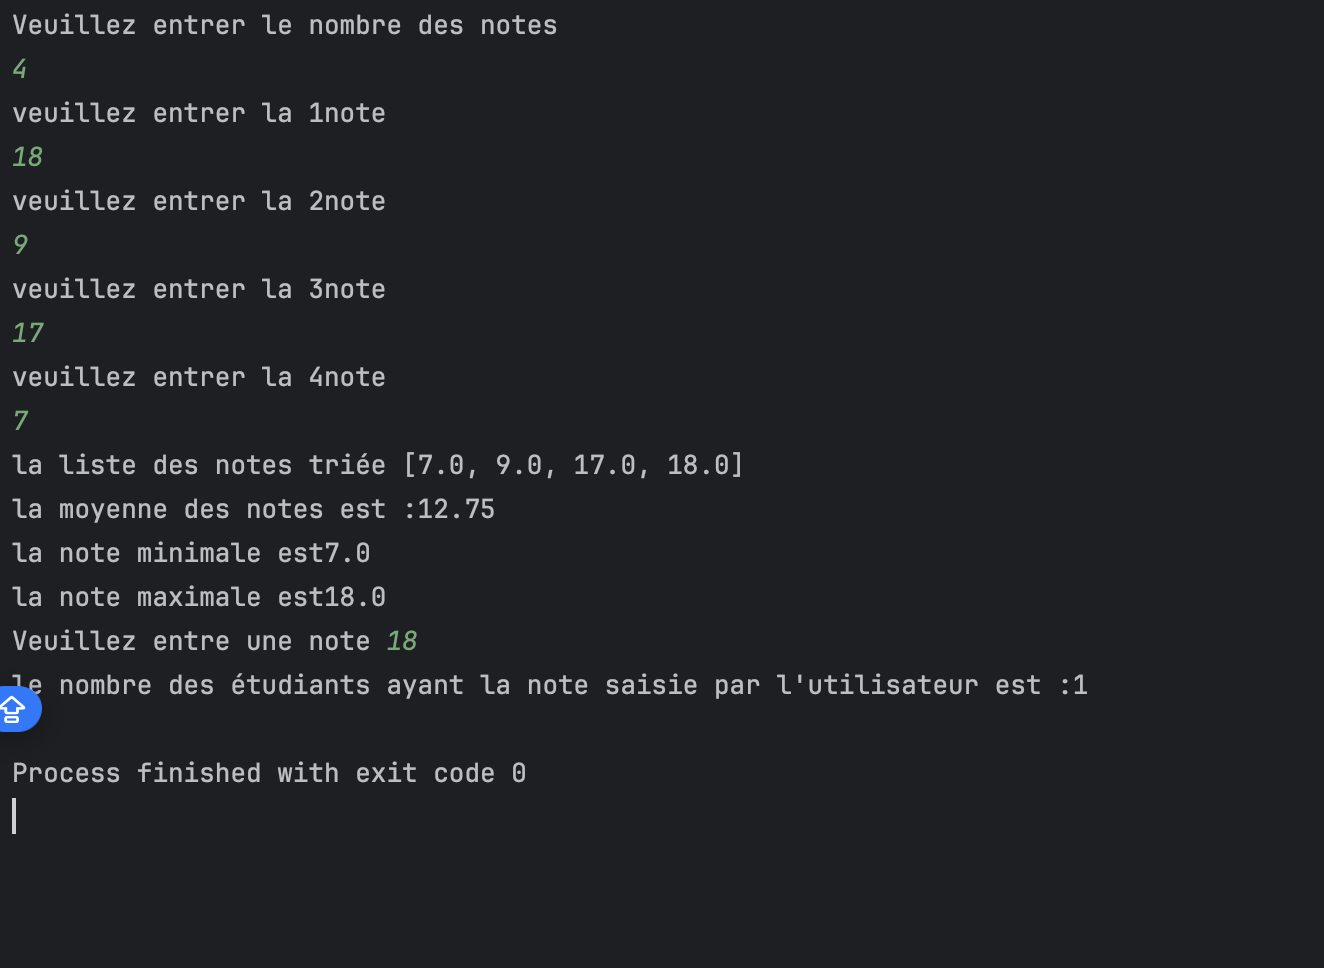 Veuillez entrer le nombre des notes
4
veuillez entrer la 1note
18
veuillez entrer la 2note
9
veuillez entrer la 3note
17
veuillez entrer la 4note
7
la liste des notes triée [7.0, 9.0, 17.0, 18.0]
la moyenne des notes est :12.75
la note minimale est7.0
la note maximale est18.0
Veuillez entre une note 18
le nombre des étudiants ayant la note saisie par l'utilisateur est :1
Process finished with exit code 0